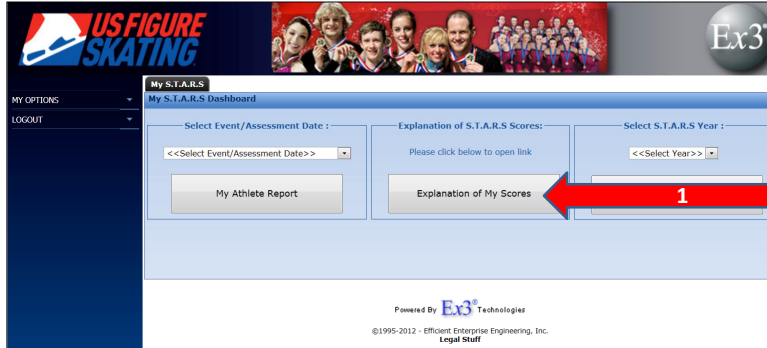 US FIGURE
SKATING
Ex3
My S.T.A.R.S
MY OPTIONS
My S.T.A.R.S Dashboard
LOGOUT
Select Event/Assessment Date :
Explanation of S.T.A.R.S Scores:
Select S.T.A.R.S Year :
<<Select Event/Assessment Date>>
Please click below to open link
<<Select Year>>
My Athlete Report
Explanation of My Scores
1
Powered By Ex3® Technologies
©1995-2012 - Efficient Enterprise Engineering, Inc.
Legal Stuff